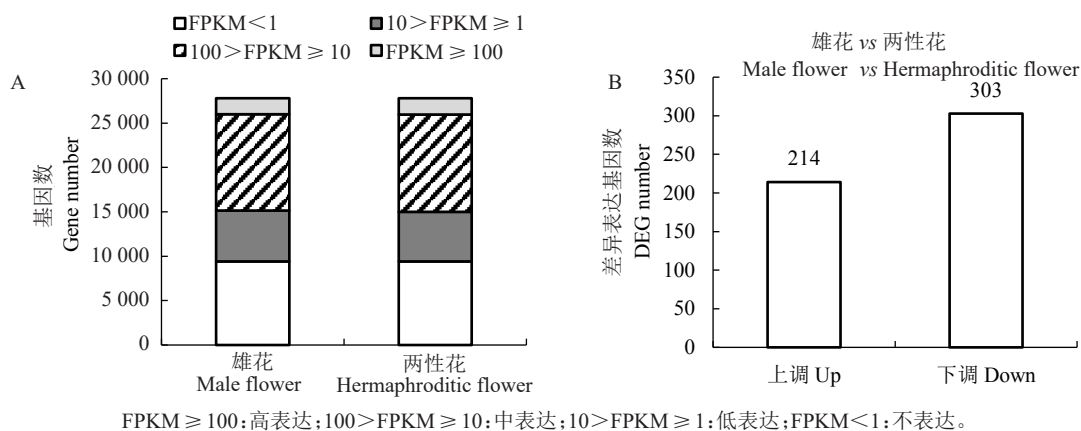 FPKM<1
10>FPKM≥1
100>FPKM≥10
FPKM≥100
A
30 000
25 000
20 000
15 000
10 000
5 000
0
基因数
Gene number
雄花
Male flower
两性花
Hermaphroditic flower
B
雄花 vs 两性花
Male flower vs Hermaphroditic flower
350
300
250
200
150
100
50
0
差异表达基因数
DEG number
214
303
上调 Up
下调 Down
FPKM≥100:高表达;100>FPKM≥10:中表达;10>FPKM≥1:低表达;FPKM<1:不表达。